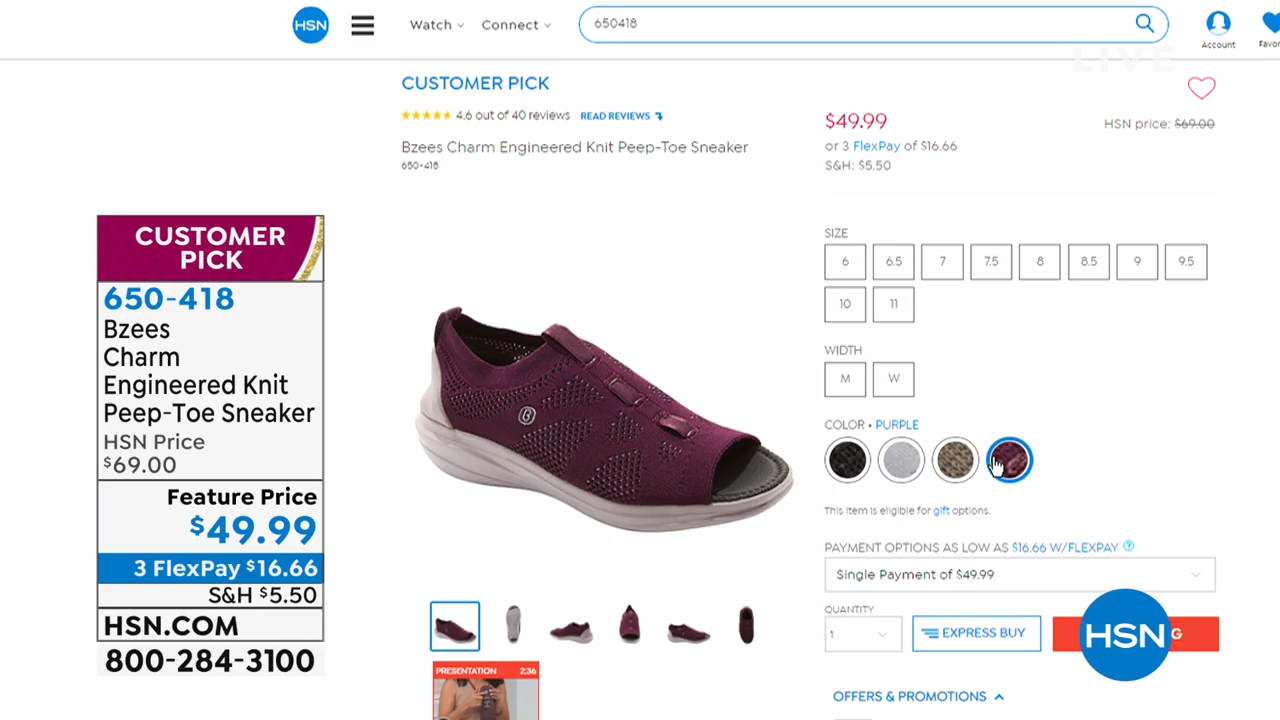 HSN
Watch
Connect
650418
Account
LIVE
CUSTOMER PICK
4.6 out of 40 reviews READ REVIEWS
Bzees Charm Engineered Knit Peep-Toe Sneaker
650-418
$49.99
HSN price: $69.00
or 3 FlexPay of $16.66
S&H: $5.50
SIZE
6 6.5 7 7.5 8 8.5 9 9.5
10 11
WIDTH
M W
COLOR • PURPLE
This item is eligible for gift options.
PAYMENT OPTIONS AS LOW AS $16.66 W/FLEXPAY ?
Single Payment of $49.99
QUANTITY
1
EXPRESS BUY
HSN
OFFERS & PROMOTIONS
PRESENTATION 2:36
CUSTOMER
PICK
650-418
Bzees
Charm
Engineered Knit
Peep-Toe Sneaker
HSN Price
$69.00
Feature Price
$49.99
3 FlexPay $16.66
S&H $5.50
HSN.COM
800-284-3100